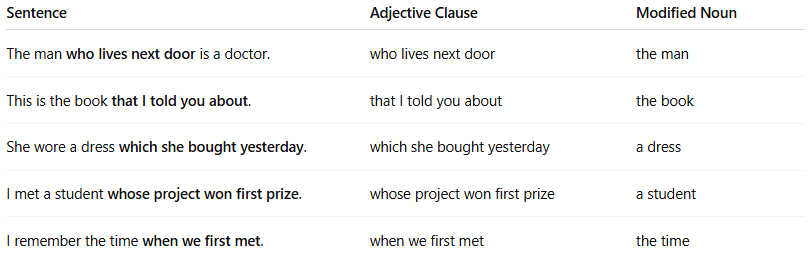 Sentence Adjective Clause Modified Noun
The man who lives next door is a doctor. who lives next door the man
This is the book that I told you about. that I told you about the book
She wore a dress which she bought yesterday. which she bought yesterday a dress
I met a student whose project won first prize. whose project won first prize a student
I remember the time when we first met. when we first met the time